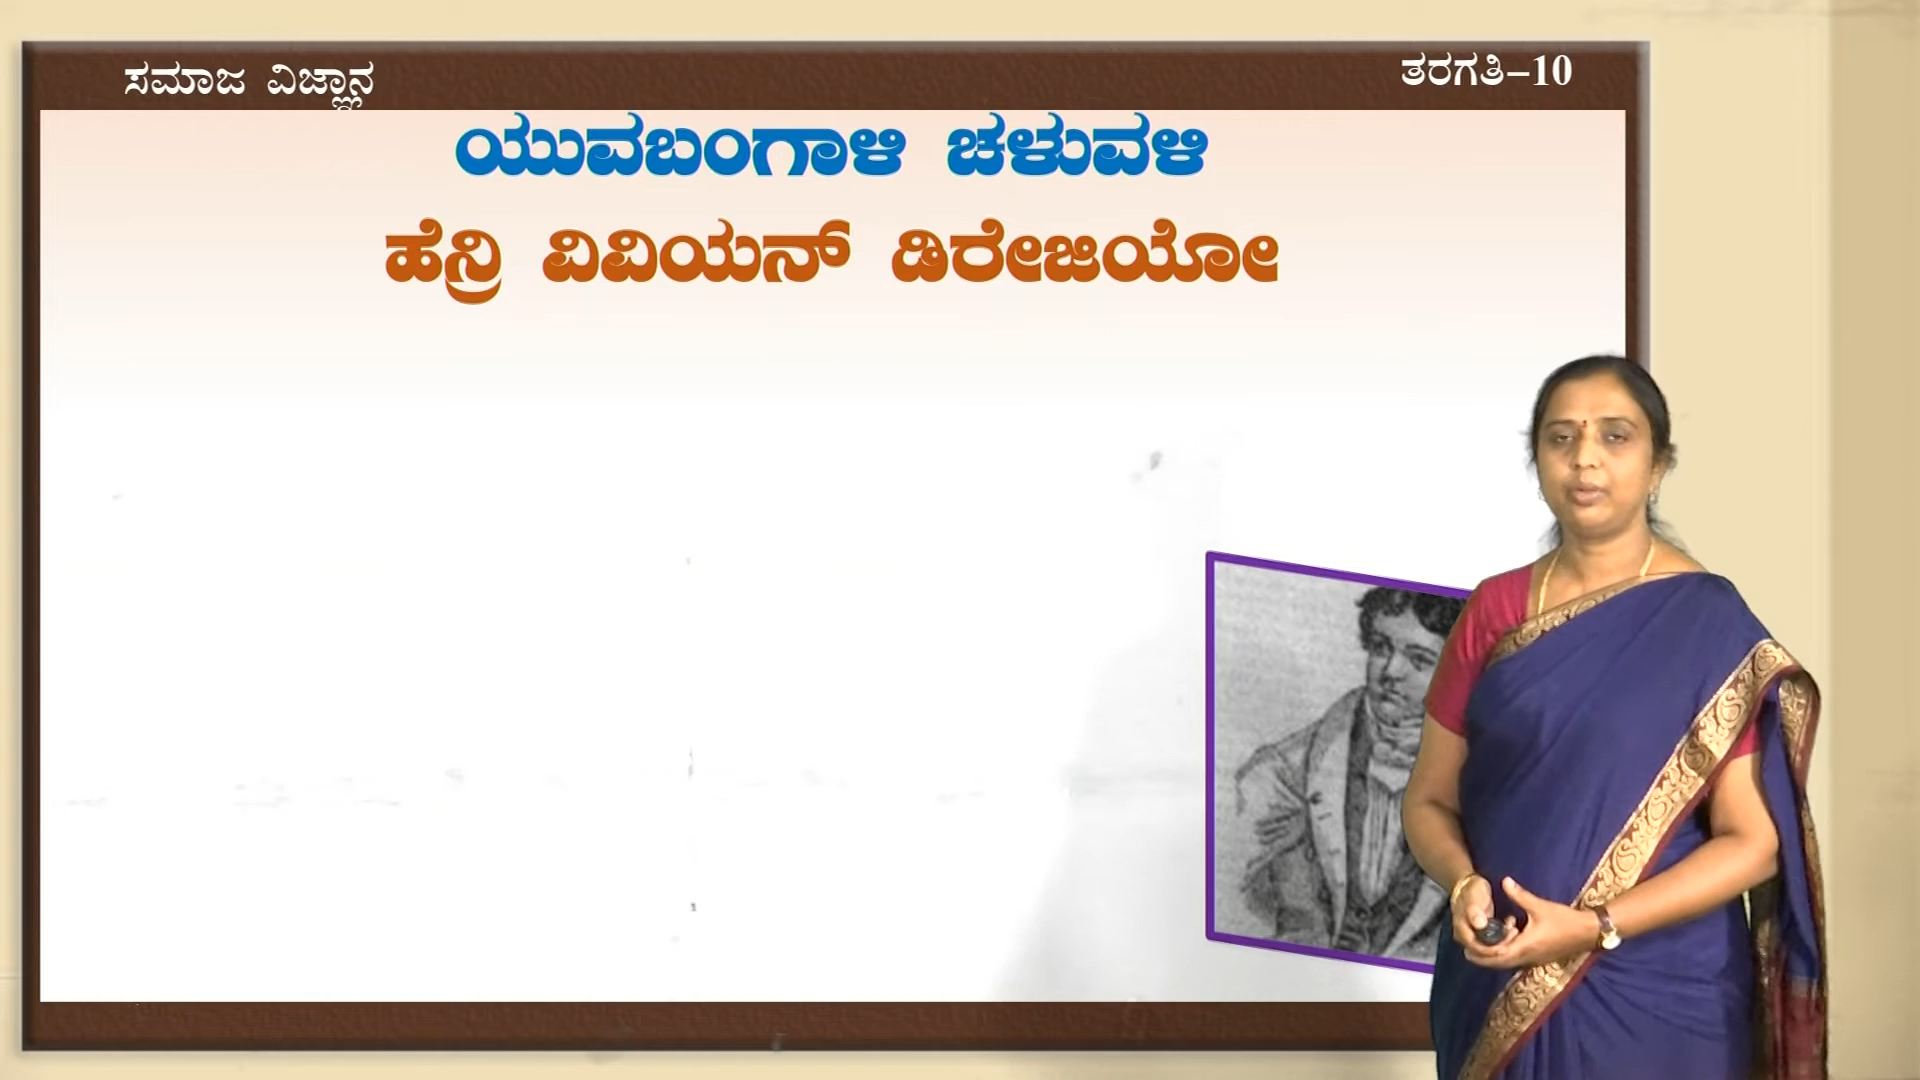 ಸಮಾಜ ವಿಜ್ಞಾನ
ತರಗತಿ-10
ಯುವಬಂಗಾಳಿ ಚಳುವಳಿ
ಹೆನ್ರಿ ವಿವಿಯನ್ ಡಿರೇಜಿಯೋ